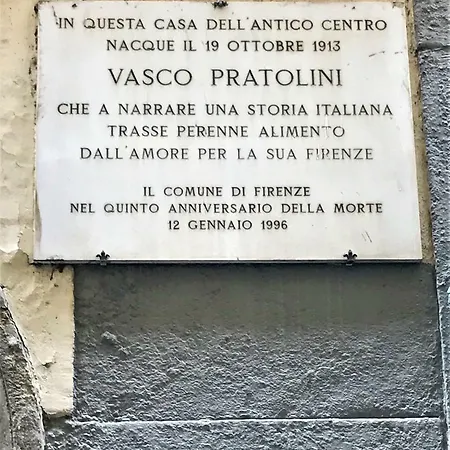 IN QUESTA CASA DELL'ANTICO CENTRO
NACQUE IL 19 OTTOBRE 1913
VASCO PRATOLINI
CHE A NARRARE UNA STORIA ITALIANA
TRASSE PERENNE ALIMENTO
DALL'AMORE PER LA SUA FIRENZE
IL COMUNE DI FIRENZE
NEL QUINTO ANNIVERSARIO DELLA MORTE
12 GENNAIO 1996